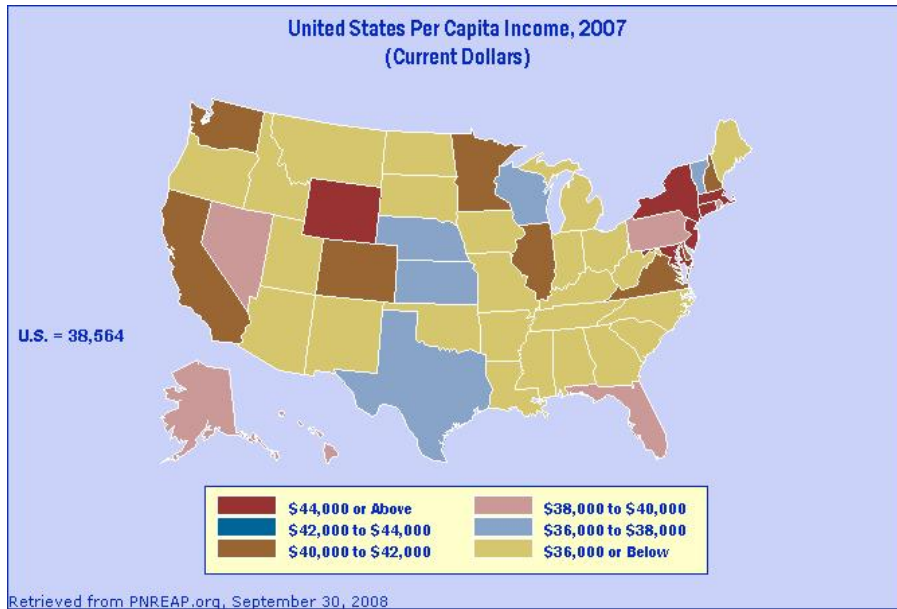 United States Per Capita Income, 2007
(Current Dollars)
U.S. = 38,564
$44,000 or Above
$42,000 to $44,000
$40,000 to $42,000
$38,000 to $40,000
$36,000 to $38,000
$36,000 or Below
Retrieved from PNREAP.org, September 30, 2008